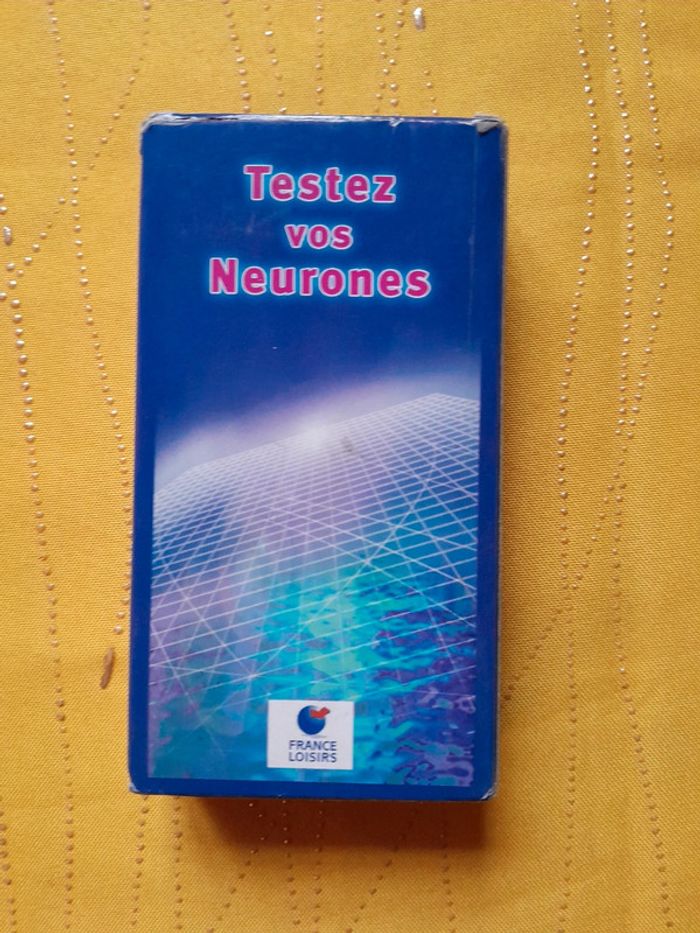 Testez
vos
Neurones
FRANCE
LOISIRS